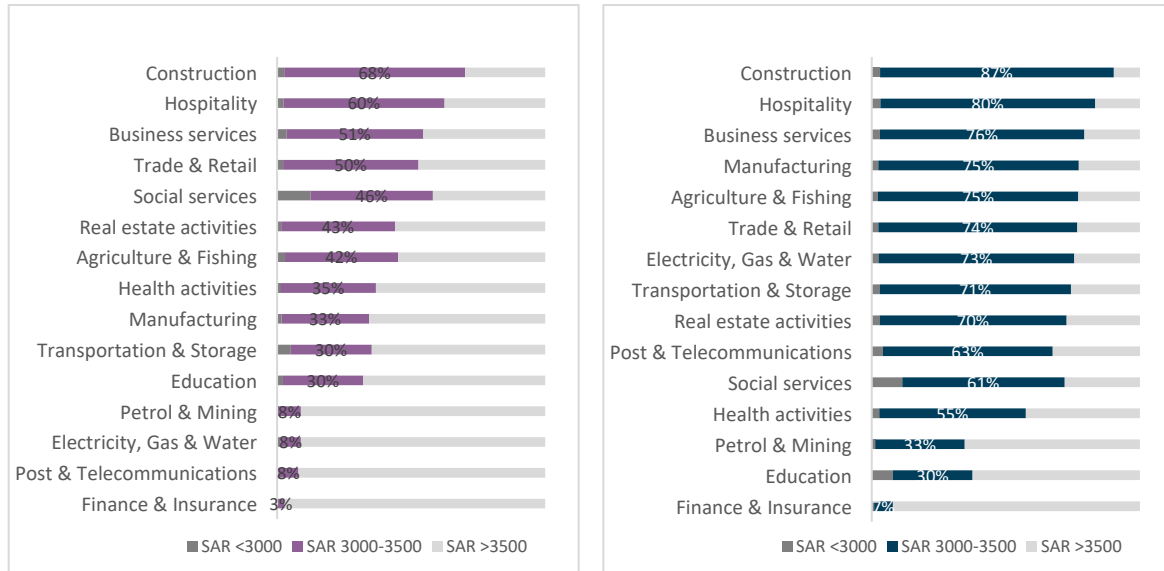 Construction 68%
Hospitality 60%
Business services 51%
Trade & Retail 50%
Social services 46%
Real estate activities 43%
Agriculture & Fishing 42%
Health activities 35%
Manufacturing 33%
Transportation & Storage 30%
Education 30%
Petrol & Mining 8%
Electricity, Gas & Water 8%
Post & Telecommunications 8%
Finance & Insurance 3%
SAR <3000 SAR 3000-3500 SAR >3500
Construction 87%
Hospitality 80%
Business services 76%
Manufacturing 75%
Agriculture & Fishing 75%
Trade & Retail 74%
Electricity, Gas & Water 73%
Transportation & Storage 71%
Real estate activities 70%
Post & Telecommunications 63%
Social services 61%
Health activities 55%
Petrol & Mining 33%
Education 30%
Finance & Insurance 7%
SAR <3000 SAR 3000-3500 SAR >3500